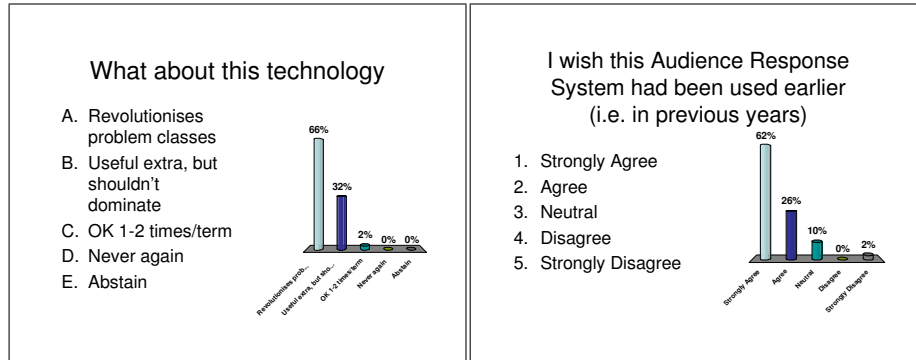 What about this technology
A. Revolutionises
problem classes
B. Useful extra, but
shouldn't
dominate
C. OK 1-2 times/term
D. Never again
E. Abstain
66%
32%
2%
0%
0%
Revolutionises prob...
Useful extra, but sho...
OK 1-2 times/term
Never again
Abstain
I wish this Audience Response
System had been used earlier
(i.e. in previous years)
1. Strongly Agree
2. Agree
3. Neutral
4. Disagree
5. Strongly Disagree
62%
26%
10%
0%
2%
Strongly Agree
Agree
Neutral
Disagree
Strongly Disagree